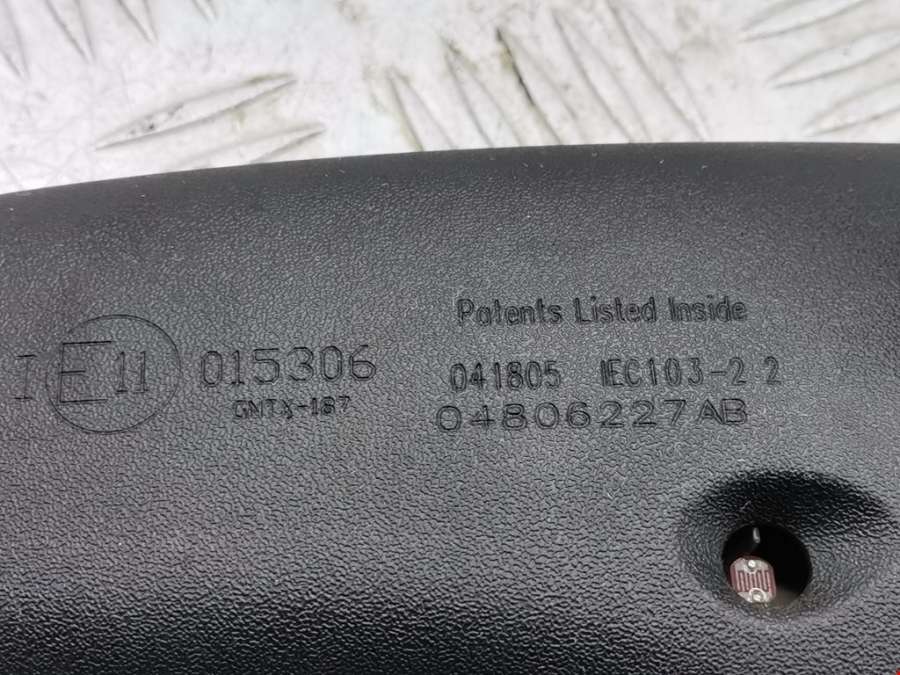 Patents Listed Inside
I E11 015306
GNTX-187
041805 IEC103-2 2
04806227AB